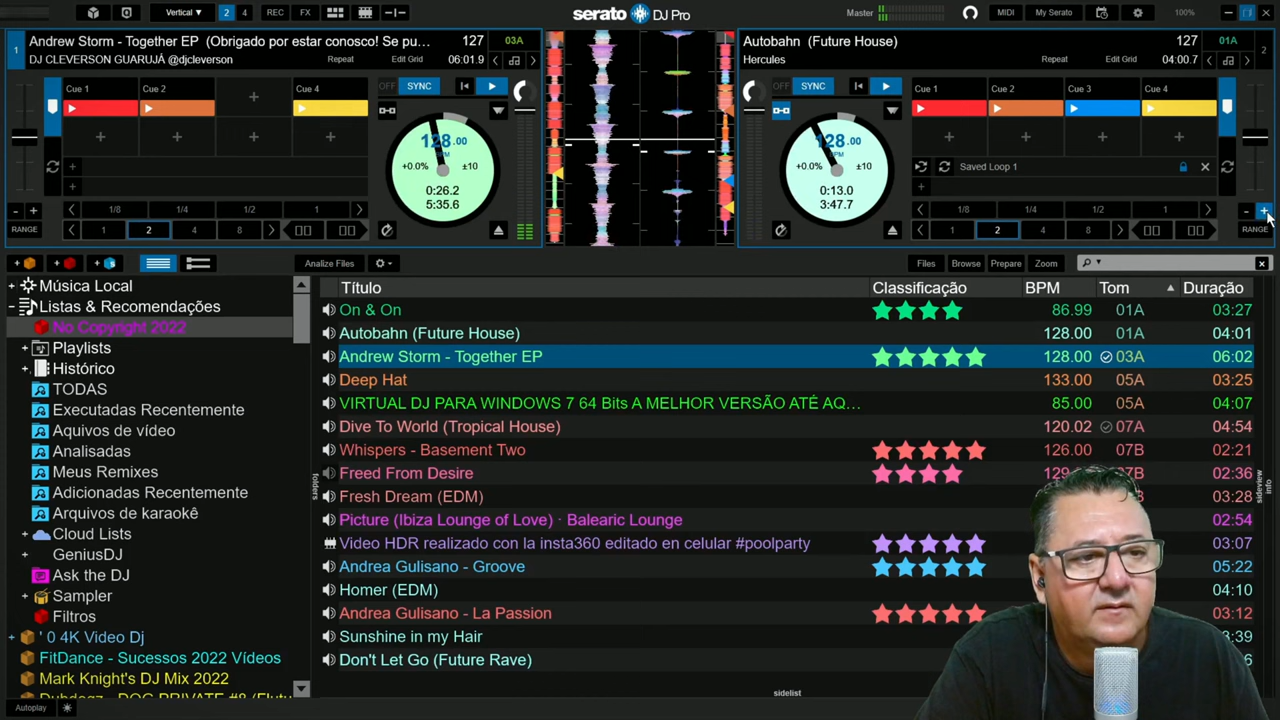 Vertical ▼ 2 4 REC FX serato DJ Pro Master MIDI My Serato 100%
1 Andrew Storm - Together EP (Obrigado por estar conosco! Se pu... 127 03A
DJ CLEVERSON GUARUJÁ @djcleverson Repeat Edit Grid 06:01.9
Cue 1 Cue 2 Cue 4 OFF SYNC
128.00
BPM
+0.0% ±10
0:26.2
5:35.6
1/8 1/4 1/2 1
- + RANGE 1 2 4 8
Autobahn (Future House) 127 01A 2
Hercules Repeat Edit Grid 04:00.7
OFF SYNC Cue 1 Cue 2 Cue 3 Cue 4
128.00
BPM
+0.0% ±10
0:13.0
3:47.7
Saved Loop 1
1/8 1/4 1/2 1
1 2 4 8 - + RANGE
Analize Files Files Browse Prepare Zoom
+ Música Local
- Listas & Recomendações
No Copyright 2022
+ Playlists
+ Histórico
TODAS
Executadas Recentemente
Aquivos de vídeo
Analisadas
Meus Remixes
Adicionadas Recentemente
Arquivos de karaokê
+ Cloud Lists
+ GeniusDJ
Ask the DJ
+ Sampler
Filtros
+ ' 0 4K Video Dj
FitDance - Sucessos 2022 Vídeos
Mark Knight's DJ Mix 2022
folders
Título Classificação BPM Tom Duração
On & On 86.99 01A 03:27
Autobahn (Future House) 128.00 01A 04:01
Andrew Storm - Together EP 128.00 03A 06:02
Deep Hat 133.00 05A 03:25
VIRTUAL DJ PARA WINDOWS 7 64 Bits A MELHOR VERSÃO ATÉ AQ... 85.00 05A 04:07
Dive To World (Tropical House) 120.02 07A 04:54
Whispers - Basement Two 126.00 07B 02:21
Freed From Desire 02:36
Fresh Dream (EDM) 03:28
Picture (Ibiza Lounge of Love) · Balearic Lounge 02:54
Video HDR realizado con la insta360 editado en celular #poolparty 03:07
Andrea Gulisano - Groove 05:22
Homer (EDM) 04:10
Andrea Gulisano - La Passion 03:12
Sunshine in my Hair
Don't Let Go (Future Rave)
sideview
info
sidelist
Autoplay